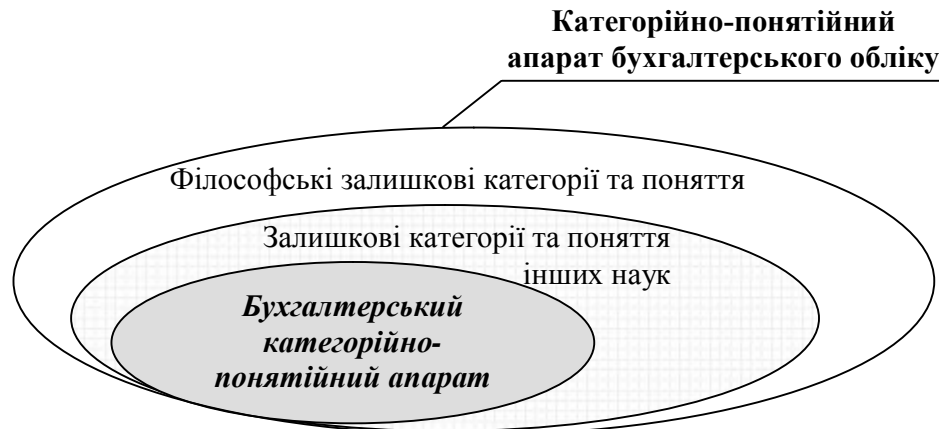 Категорійно-понятійний
апарат бухгалтерського обліку
Філософські залишкові категорії та поняття
Залишкові категорії та поняття
інших наук
Бухгалтерський
категорійно-
понятійний апарат